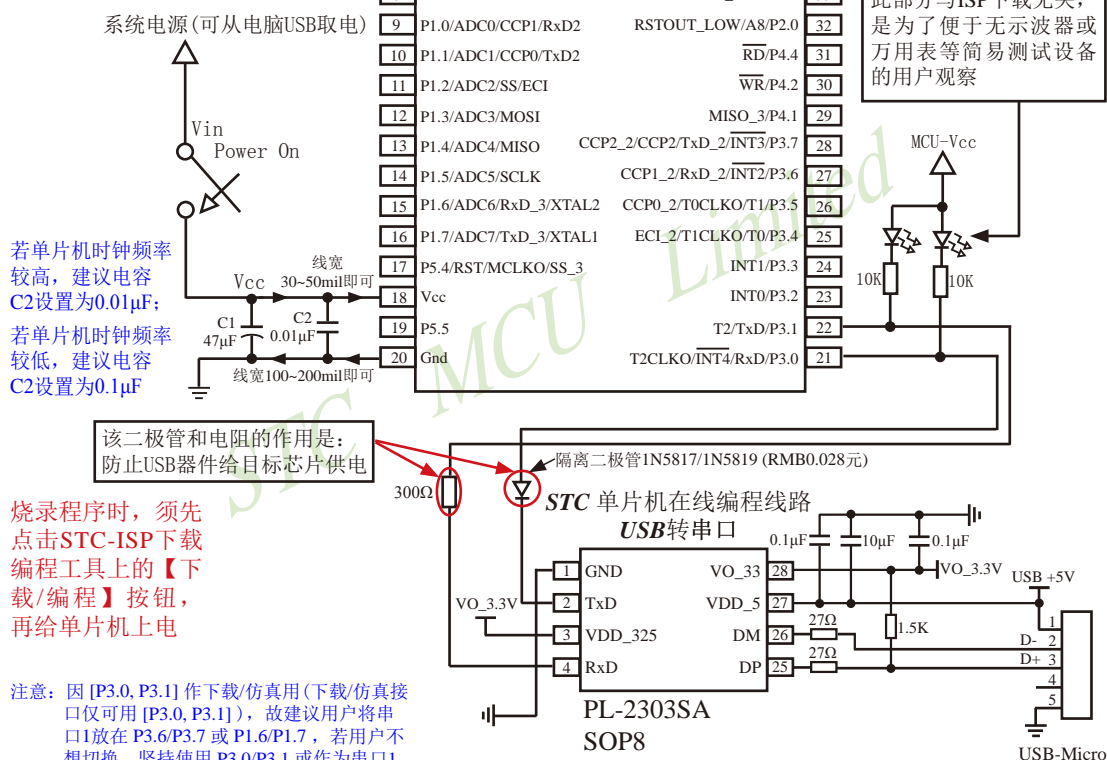 此部分与ISP下载无关，
是为了便于无示波器或
万用表等简易测试设备
的用户观察
系统电源(可从电脑USB取电)
9 P1.0/ADC0/CCP1/RxD2
10 P1.1/ADC1/CCP0/TxD2
11 P1.2/ADC2/SS/ECI
12 P1.3/ADC3/MOSI
13 P1.4/ADC4/MISO
14 P1.5/ADC5/SCLK
15 P1.6/ADC6/RxD_3/XTAL2
16 P1.7/ADC7/TxD_3/XTAL1
17 P5.4/RST/MCLKO/SS_3
18 Vcc
19 P5.5
20 Gnd
RSTOUT_LOW/A8/P2.0 32
RD/P4.4 31
WR/P4.2 30
MISO_3/P4.1 29
CCP2_2/CCP2/TxD_2/INT3/P3.7 28
CCP1_2/RxD_2/INT2/P3.6 27
CCP0_2/T0CLKO/T1/P3.5 26
ECI_2/T1CLKO/T0/P3.4 25
INT1/P3.3 24
INT0/P3.2 23
T2/TxD/P3.1 22
T2CLKO/INT4/RxD/P3.0 21
Vin
Power On
MCU-Vcc
10K
10K
若单片机时钟频率
较高，建议电容
C2设置为0.01μF;
若单片机时钟频率
较低，建议电容
C2设置为0.1μF
Vcc
线宽
30~50mil即可
C1
47μF
C2
0.01μF
线宽100~200mil即可
STC MCU Limited
该二极管和电阻的作用是:
防止USB器件给目标芯片供电
300Ω
隔离二极管1N5817/1N5819 (RMB0.028元)
STC 单片机在线编程线路
USB转串口
烧录程序时，须先
点击STC-ISP下载
编程工具上的【下
载/编程】按钮，
再给单片机上电
VO_3.3V
1 GND
2 TxD
3 VDD_325
4 RxD
VO_33 28
VDD_5 27
DM 26
DP 25
PL-2303SA
SOP8
0.1μF
10μF
0.1μF
VO_3.3V
USB +5V
27Ω
27Ω
1.5K
1
D- 2
D+ 3
4
5
USB-Micro
注意: 因 [P3.0, P3.1] 作下载/仿真用(下载/仿真接
口仅可用 [P3.0, P3.1] )，故建议用户将串
口1放在 P3.6/P3.7 或 P1.6/P1.7，若用户不
想切换，坚持使用 P3.0/P3.1 或作为串口1